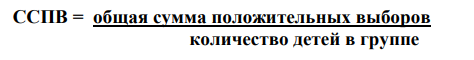 ССПВ = общая сумма положительных выборов
количество детей в группе